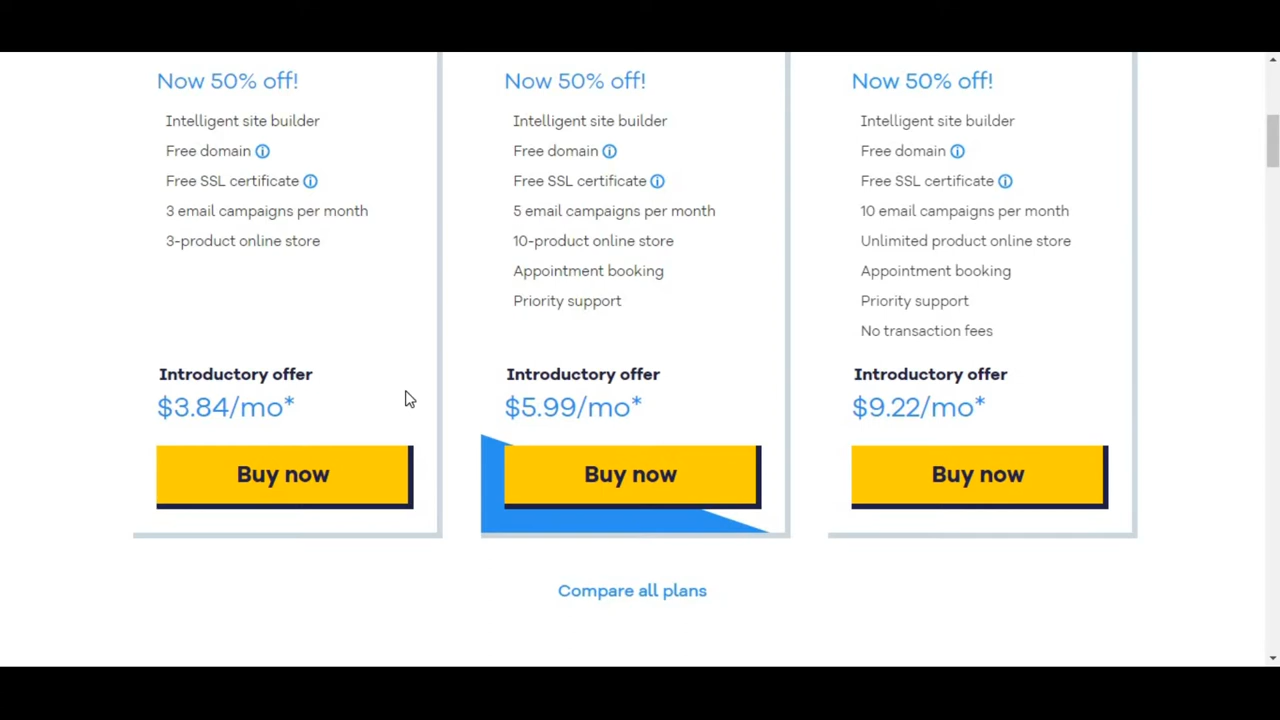 Now 50% off!
Intelligent site builder
Free domain
Free SSL certificate
3 email campaigns per month
3-product online store
Introductory offer
$3.84/mo*
Buy now
Now 50% off!
Intelligent site builder
Free domain
Free SSL certificate
5 email campaigns per month
10-product online store
Appointment booking
Priority support
Introductory offer
$5.99/mo*
Buy now
Now 50% off!
Intelligent site builder
Free domain
Free SSL certificate
10 email campaigns per month
Unlimited product online store
Appointment booking
Priority support
No transaction fees
Introductory offer
$9.22/mo*
Buy now
Compare all plans